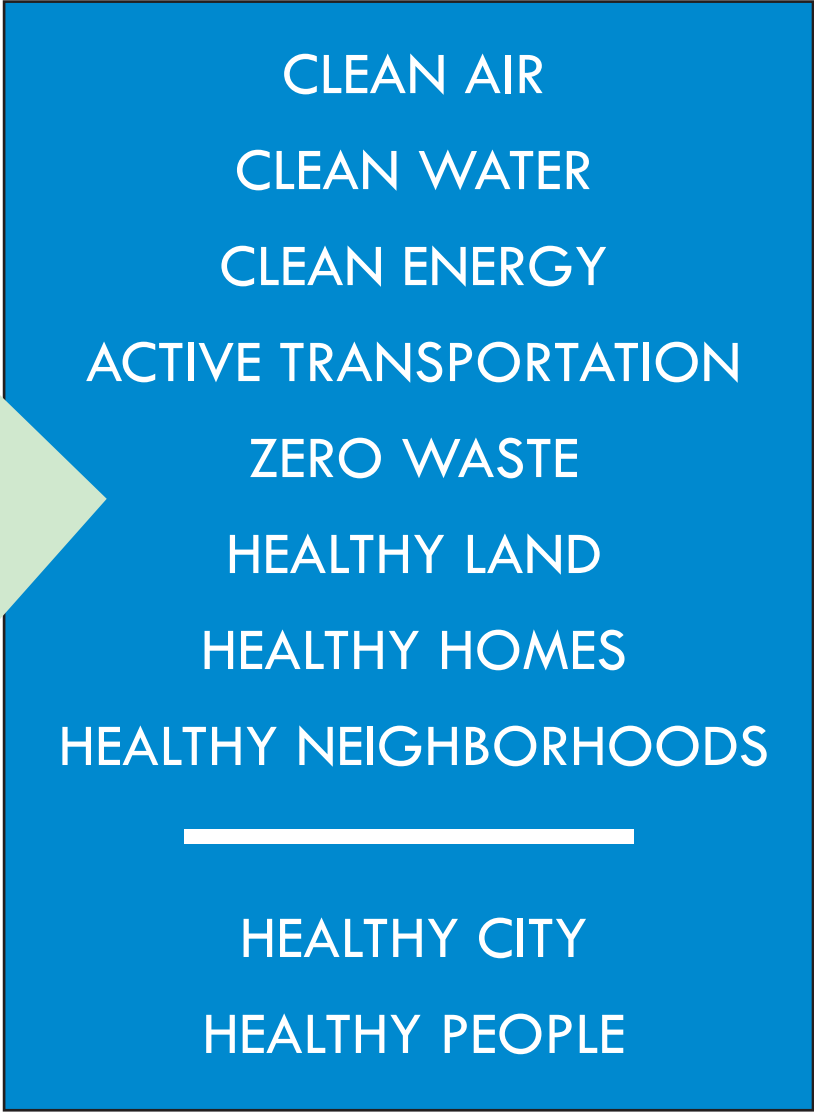 CLEAN AIR
CLEAN WATER
CLEAN ENERGY
ACTIVE TRANSPORTATION
ZERO WASTE
HEALTHY LAND
HEALTHY HOMES
HEALTHY NEIGHBORHOODS
HEALTHY CITY
HEALTHY PEOPLE